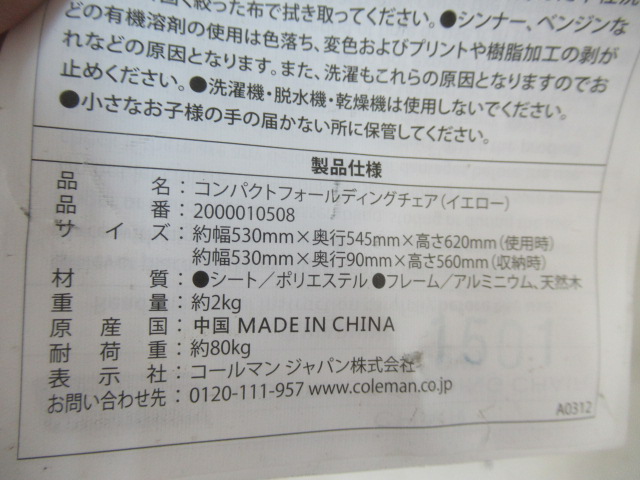 固く絞った布で拭き取ってください。●シンナー、ベンジンな
どの有機溶剤の使用は色落ち、変色およびプリントや樹脂加工の剥が
れなどの原因となります。また、洗濯もこれらの原因となりますのでお
止めください。●洗濯機・脱水機・乾燥機は使用しないでください。
●小さなお子様の手の届かない所に保管してください。
製品仕様
品名：コンパクトフォールディングチェア（イエロー）
品番：2000010508
サイズ：約幅530mm×奥行545mm×高さ620mm（使用時）
約幅530mm×奥行90mm×高さ560mm（収納時）
材質：●シート／ポリエステル ●フレーム／アルミニウム、天然木
重量：約2kg
原産国：中国 MADE IN CHINA
耐荷重：約80kg
表示社：コールマン ジャパン株式会社
お問い合わせ先：0120-111-957 www.coleman.co.jp
A0312